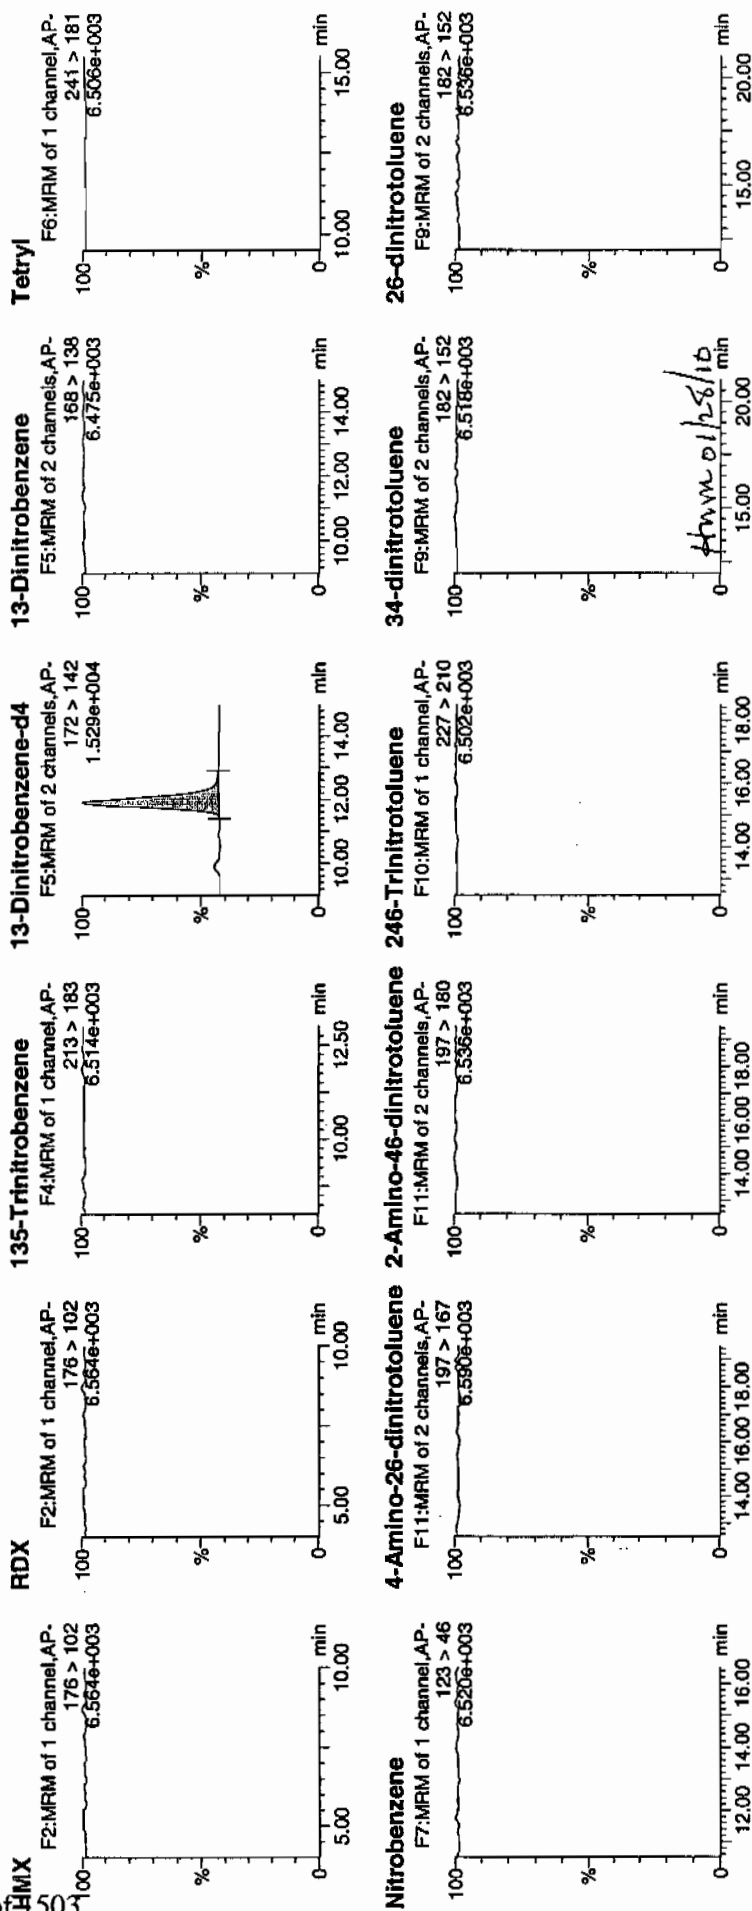 HMX
F2:MRM of 1 channel,AP-
176 > 102
6.564e+003
100
%
0
5.00 10.00 min
RDX
F2:MRM of 1 channel,AP-
176 > 102
6.564e+003
100
%
0
5.00 10.00 min
135-Trinitrobenzene
F4:MRM of 1 channel,AP-
213 > 183
6.514e+003
100
%
0
10.00 12.50 min
13-Dinitrobenzene-d4
F5:MRM of 2 channels,AP-
172 > 142
1.529e+004
100
%
0
10.00 12.00 14.00 min
13-Dinitrobenzene
F5:MRM of 2 channels,AP-
168 > 138
6.475e+003
100
%
0
10.00 12.00 14.00 min
Tetryl
F6:MRM of 1 channel,AP-
241 > 181
6.506e+003
100
%
0
10.00 15.00 min
Nitrobenzene
F7:MRM of 1 channel,AP-
123 > 46
6.520e+003
100
%
0
12.00 14.00 16.00 min
4-Amino-26-dinitrotoluene
F11:MRM of 2 channels,AP-
197 > 167
6.590e+003
100
%
0
14.00 16.00 18.00 min
2-Amino-46-dinitrotoluene
F11:MRM of 2 channels,AP-
197 > 180
6.536e+003
100
%
0
14.00 16.00 18.00 min
246-Trinitrotoluene
F10:MRM of 1 channel,AP-
227 > 210
6.502e+003
100
%
0
14.00 16.00 18.00 min
34-dinitrotoluene
F9:MRM of 2 channels,AP-
182 > 152
6.518e+003
100
%
01/28/10
0
15.00 20.00 min
26-dinitrotoluene
F9:MRM of 2 channels,AP-
182 > 152
6.536e+003
100
%
0
15.00 20.00 min
of 1503